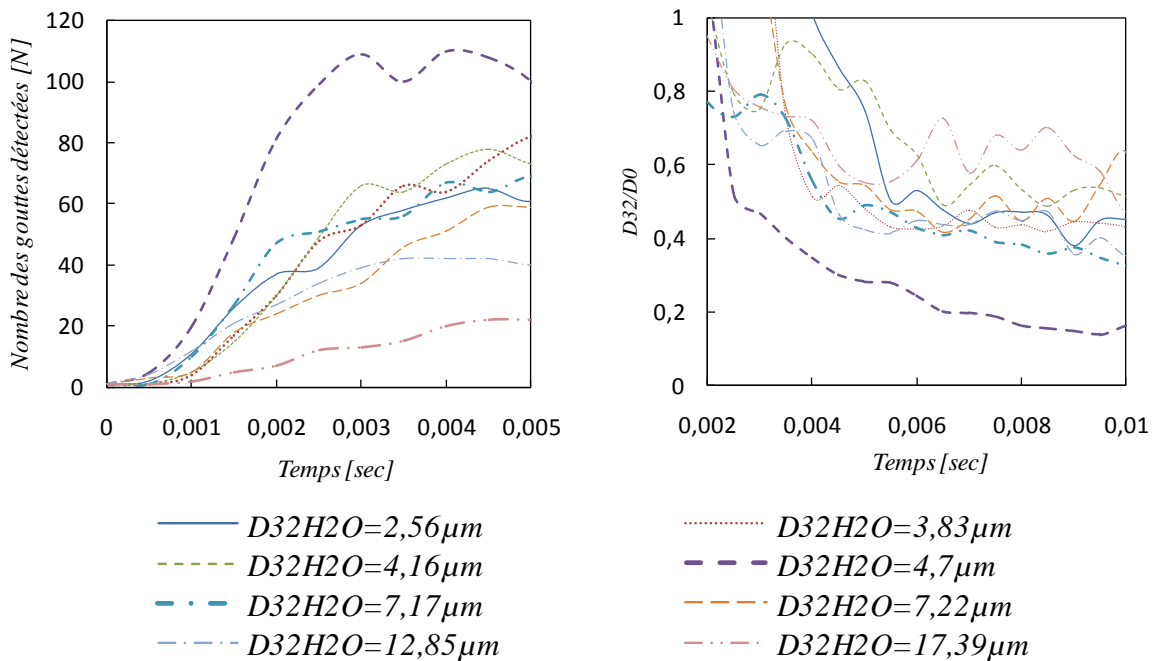 Nombre des gouttes détectées [N]
120
100
80
60
40
20
0
0 0,001 0,002 0,003 0,004 0,005
Temps [sec]
D32/D0
1
0,8
0,6
0,4
0,2
0
0,002 0,004 0,006 0,008 0,01
Temps [sec]
D32H2O=2,56µm
D32H2O=3,83µm
D32H2O=4,16µm
D32H2O=4,7µm
D32H2O=7,17µm
D32H2O=7,22µm
D32H2O=12,85µm
D32H2O=17,39µm